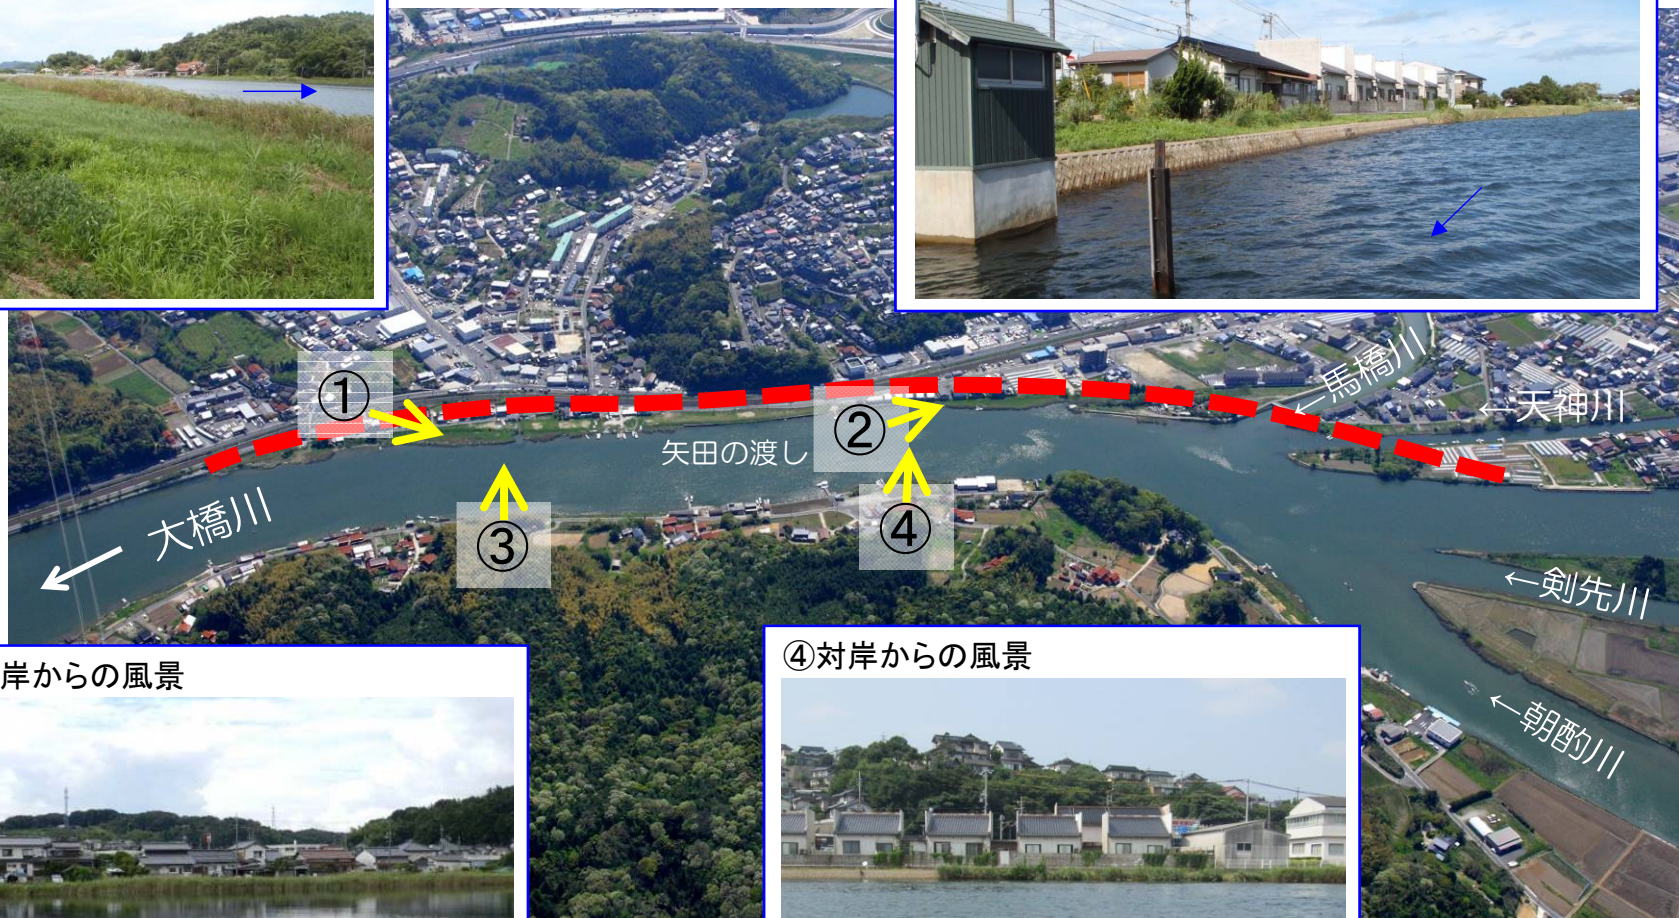 ①
②
③
④
←馬橋川
←天神川
矢田の渡し
大橋川
←剣先川
←朝酌川
岸からの風景
④対岸からの風景